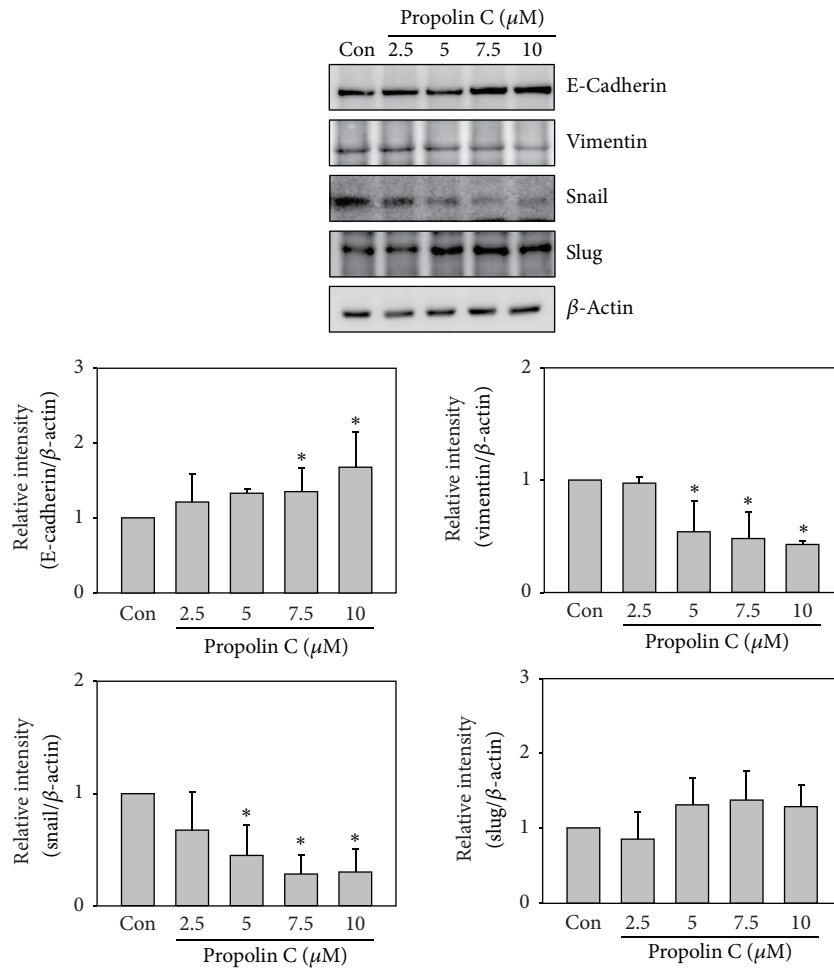 Propolin C (μM)
Con 2.5 5 7.5 10
E-Cadherin
Vimentin
Snail
Slug
β-Actin
3
2
1
0
Relative intensity
(E-cadherin/β-actin)
* *
Con 2.5 5 7.5 10
Propolin C (μM)
2
1
0
Relative intensity
(vimentin/β-actin)
* * *
Con 2.5 5 7.5 10
Propolin C (μM)
2
1
0
Relative intensity
(snail/β-actin)
* * *
Con 2.5 5 7.5 10
Propolin C (μM)
3
2
1
0
Relative intensity
(slug/β-actin)
Con 2.5 5 7.5 10
Propolin C (μM)